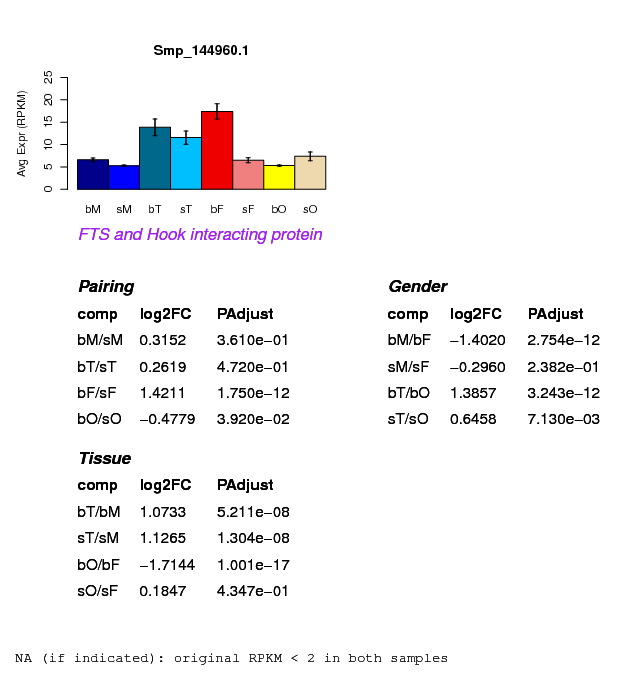 Smp_144960.1
Avg Expr (RPKM)
25
20
15
10
5
0
bM sM bT sT bF sF bO sO
FTS and Hook interacting protein
Pairing
comp log2FC PAdjust
bM/sM 0.3152 3.610e−01
bT/sT 0.2619 4.720e−01
bF/sF 1.4211 1.750e−12
bO/sO −0.4779 3.920e−02
Gender
comp log2FC PAdjust
bM/bF −1.4020 2.754e−12
sM/sF −0.2960 2.382e−01
bT/bO 1.3857 3.243e−12
sT/sO 0.6458 7.130e−03
Tissue
comp log2FC PAdjust
bT/bM 1.0733 5.211e−08
sT/sM 1.1265 1.304e−08
bO/bF −1.7144 1.001e−17
sO/sF 0.1847 4.347e−01
NA (if indicated): original RPKM < 2 in both samples